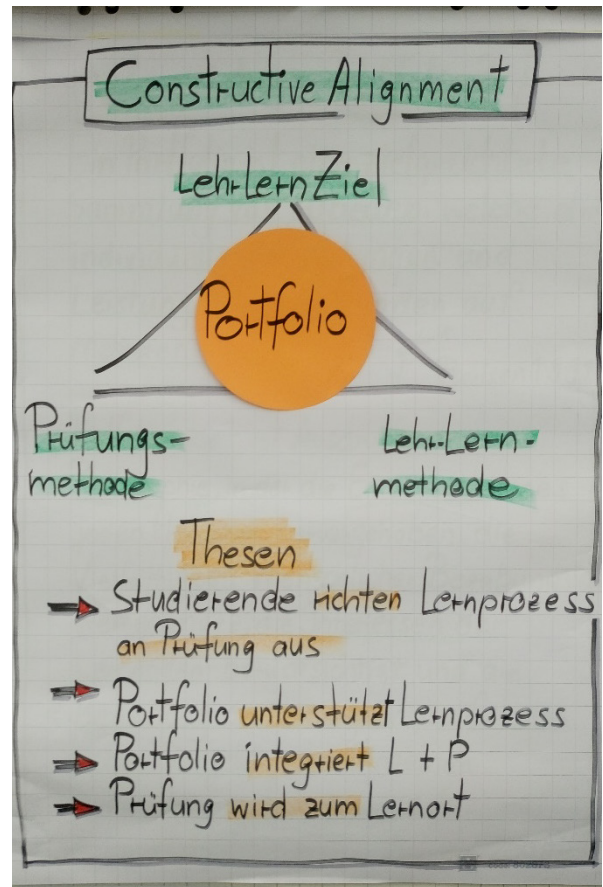 Constructive Alignment
LehrLernZiel
Portfolio
Prüfungs-
methode
Lehr-Lern-
methode
Thesen
Studierende richten Lernprozess
an Prüfung aus
Portfolio unterstützt Lernprozess
Portfolio integriert L + P
Prüfung wird zum Lernort